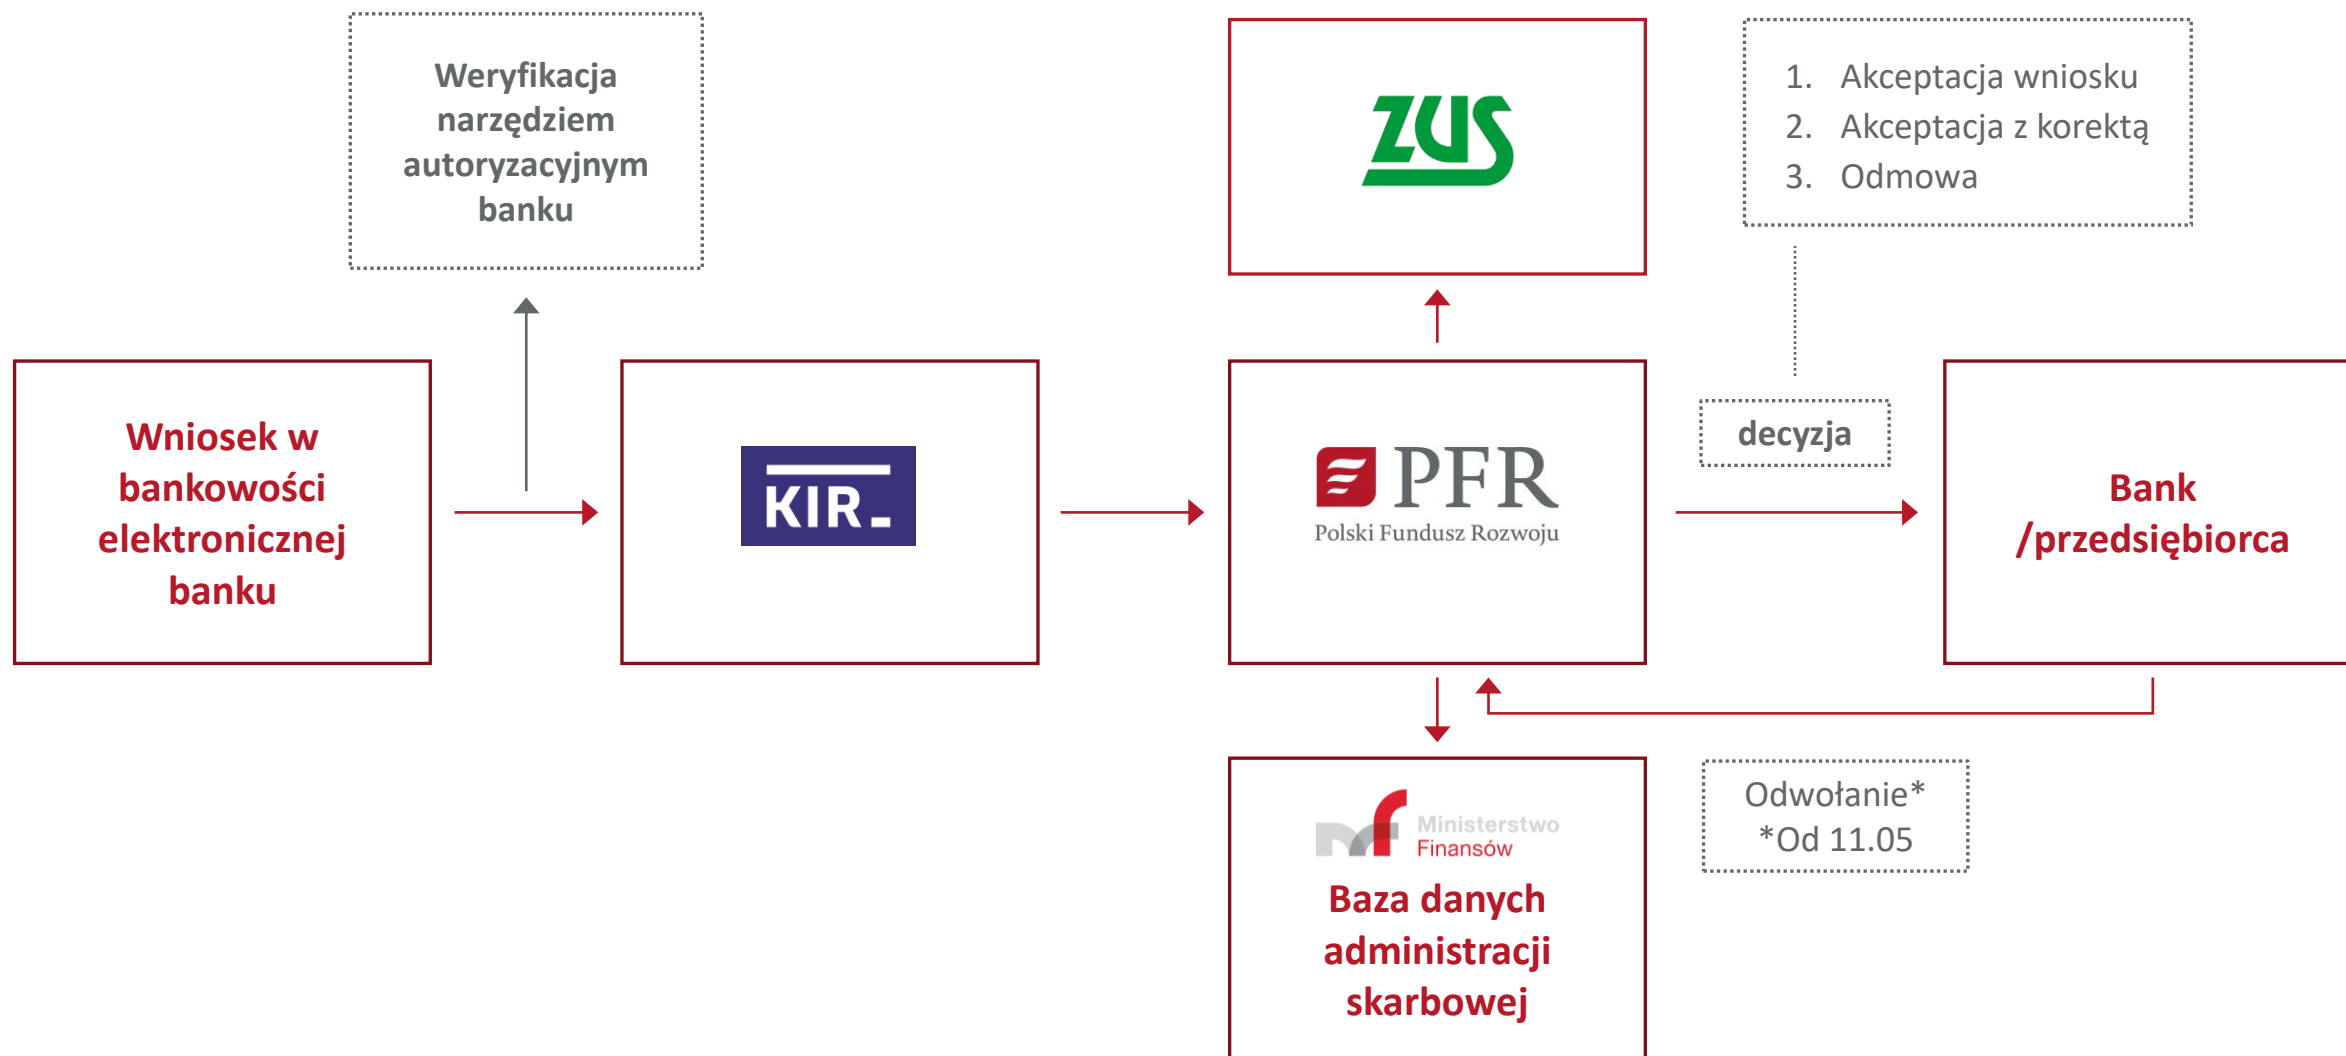 Weryfikacja
narzędziem
autoryzacyjnym
banku
ZUS
1. Akceptacja wniosku
2. Akceptacja z korektą
3. Odmowa
Wniosek w
bankowości
elektronicznej
banku
KIR
PFR
Polski Fundusz Rozwoju
decyzja
Bank
/przedsiębiorca
Ministerstwo
Finansów
Baza danych
administracji
skarbowej
Odwołanie*
*Od 11.05